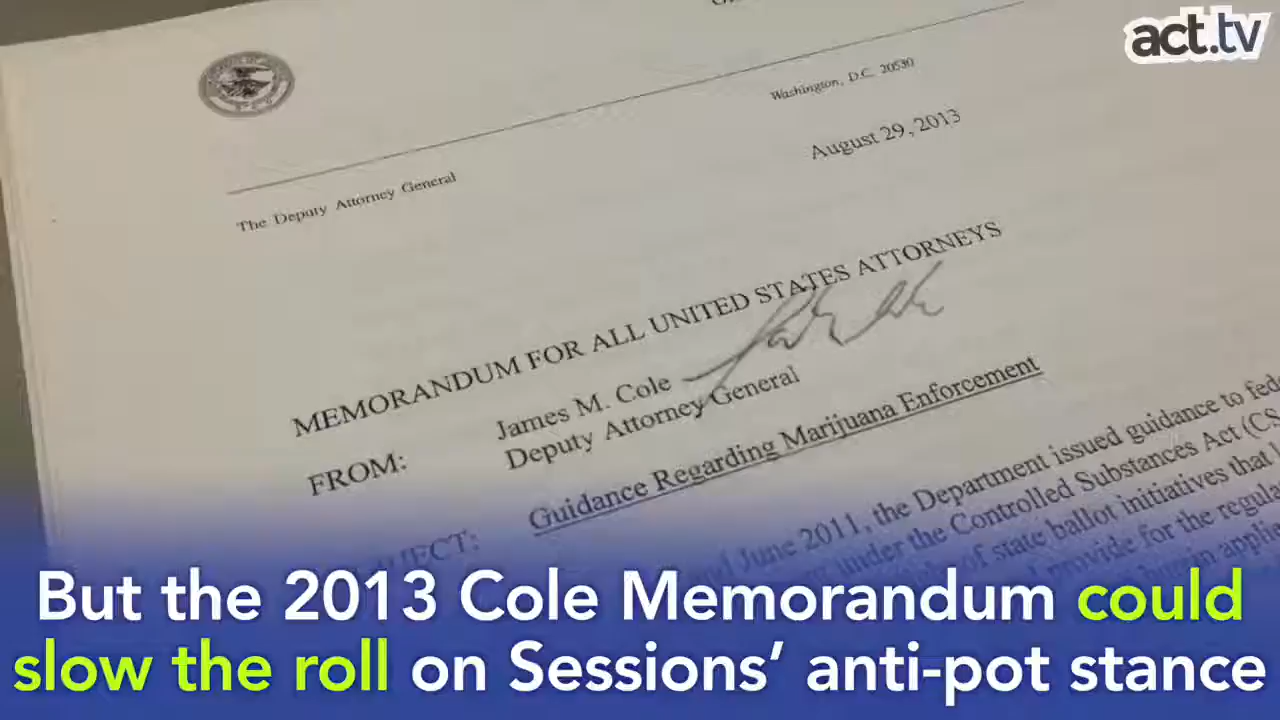 act.tv
Washington, D.C. 20530
August 29, 2013
The Deputy Attorney General
MEMORANDUM FOR ALL UNITED STATES ATTORNEYS
FROM:
James M. Cole
Deputy Attorney General
Guidance Regarding Marijuana Enforcement
June 2011, the Department issued guidance to
under the Controlled Substances Act
of state ballot initiatives that
provide for the
But the 2013 Cole Memorandum could
slow the roll on Sessions’ anti-pot stance